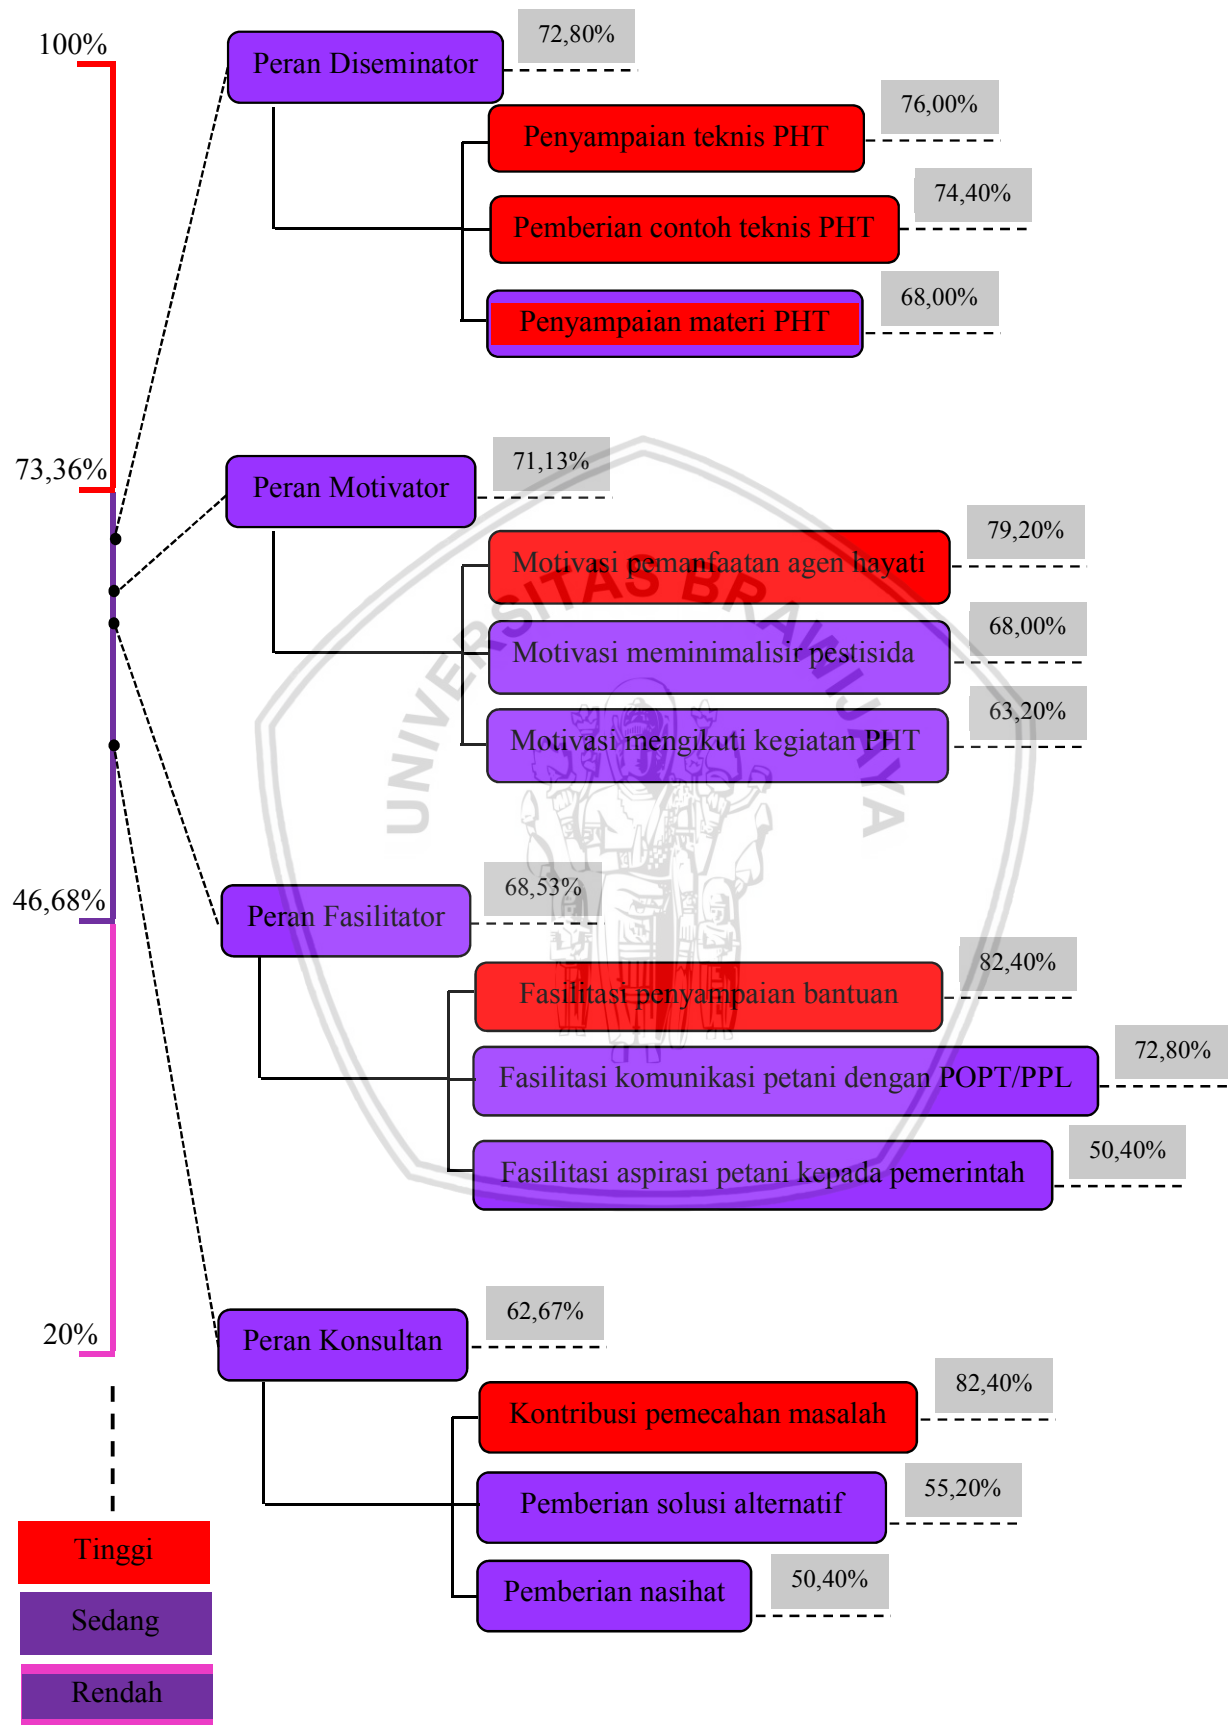 100%
73,36%
46,68%
20%
Peran Diseminator
72,80%
Penyampaian teknis PHT
76,00%
Pemberian contoh teknis PHT
74,40%
Penyampaian materi PHT
68,00%
Peran Motivator
71,13%
Motivasi pemanfaatan agen hayati
79,20%
Motivasi meminimalisir pestisida
68,00%
Motivasi mengikuti kegiatan PHT
63,20%
Peran Fasilitator
68,53%
Fasilitasi penyampaian bantuan
82,40%
Fasilitasi komunikasi petani dengan POPT/PPL
72,80%
Fasilitasi aspirasi petani kepada pemerintah
50,40%
Peran Konsultan
62,67%
Kontribusi pemecahan masalah
82,40%
Pemberian solusi alternatif
55,20%
Pemberian nasihat
50,40%
Tinggi
Sedang
Rendah
UNIVERSITAS BRAWIJAYA